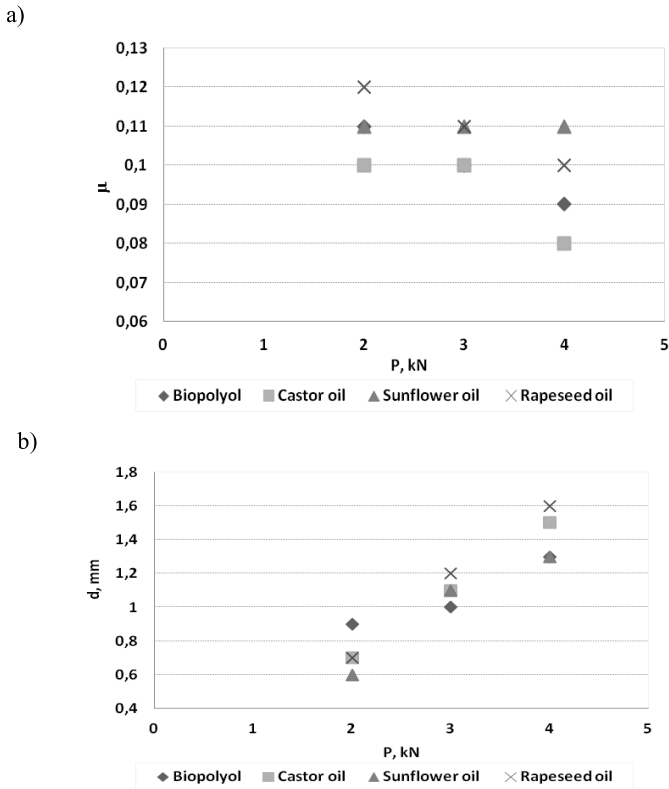 a)
0,13
0,12
0,11
0,1
0,09
0,08
0,07
0,06
μ
0 1 2 3 4 5
P, kN
Biopolyol Castor oil Sunflower oil Rapeseed oil
b)
1,8
1,6
1,4
1,2
1
0,8
0,6
0,4
d, mm
0 1 2 3 4 5
P, kN
Biopolyol Castor oil Sunflower oil Rapeseed oil